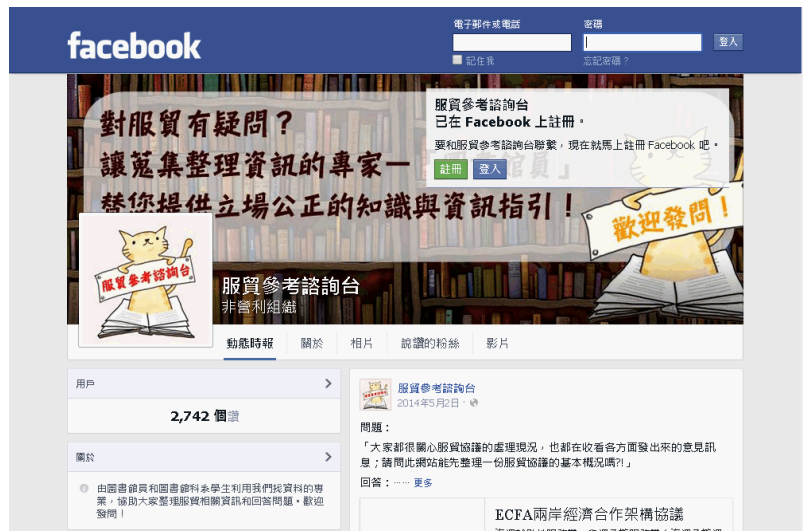 facebook
電子郵件或電話
密碼
登入
記住我
忘記密碼？
對服貿有疑問？
讓蒐集整理資訊的專家—「
替您提供立場公正的知識與資訊指引！
服貿參考諮詢台
已在 Facebook 上註冊。
要和服貿參考諮詢台聯繫，現在就馬上註冊 Facebook 吧。
註冊 登入
歡迎發問！
服貿參考諮詢台
服貿參考諮詢台
非營利組織
動態時報 關於 相片 說讚的粉絲 影片
用戶
2,742 個讚
關於
由圖書館員和圖書館科系學生利用我們找資料的專
業，協助大家整理服貿相關資訊和回答問題。歡迎
發問！
服貿參考諮詢台
2014年5月2日 ·
問題：
「大家都很關心服貿協議的處理現況，也都在收看各方面發出來的意見訊
息；請問此網站能先整理一份服貿協議的基本概況嗎?!」
回答：…… 更多
ECFA兩岸經濟合作架構協議